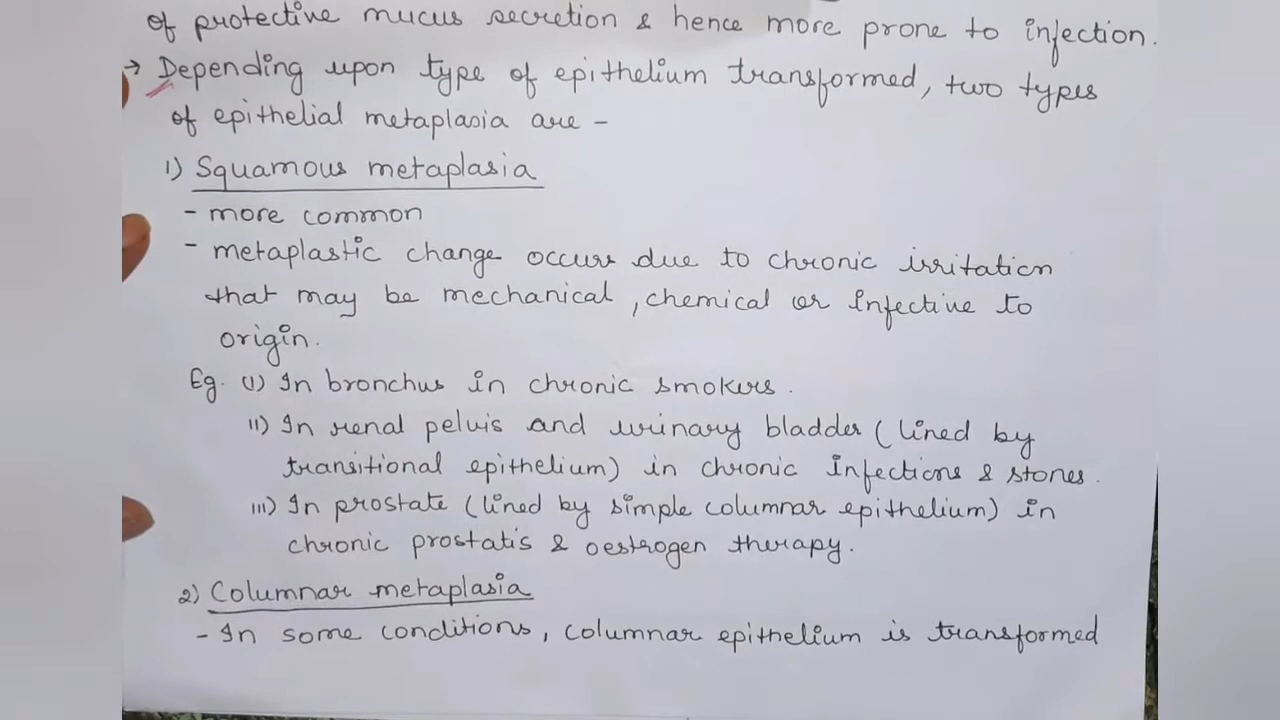 of protective mucus secretion & hence more prone to infection.
→ Depending upon type of epithelium transformed, two types
of epithelial metaplasia are -
1) Squamous metaplasia
- more common
- metaplastic change occurs due to chronic irritation
that may be mechanical, chemical or infective to
origin.
Eg. (i) In bronchus in chronic smokers.
ii) In renal pelvis and urinary bladder (lined by
transitional epithelium) in chronic infections & stones.
iii) In prostate (lined by simple columnar epithelium) in
chronic prostatis & oestrogen therapy.
2) Columnar metaplasia
- In some conditions, columnar epithelium is transformed